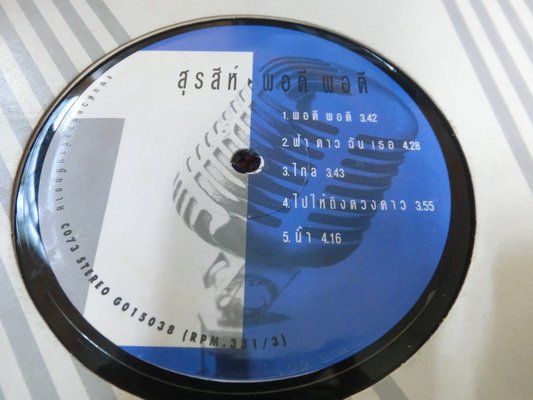 สุรสีห์ • พอดี พอดี
1. พอดี พอดี 3.42
2. ฟ้า ดาว ฉัน เธอ 4.28
3. ไกล 3.43
4. ไปให้ถึงดวงดาว 3.55
5. น้ำ 4.16
C073 STEREO G015038 (RPM.331/3)